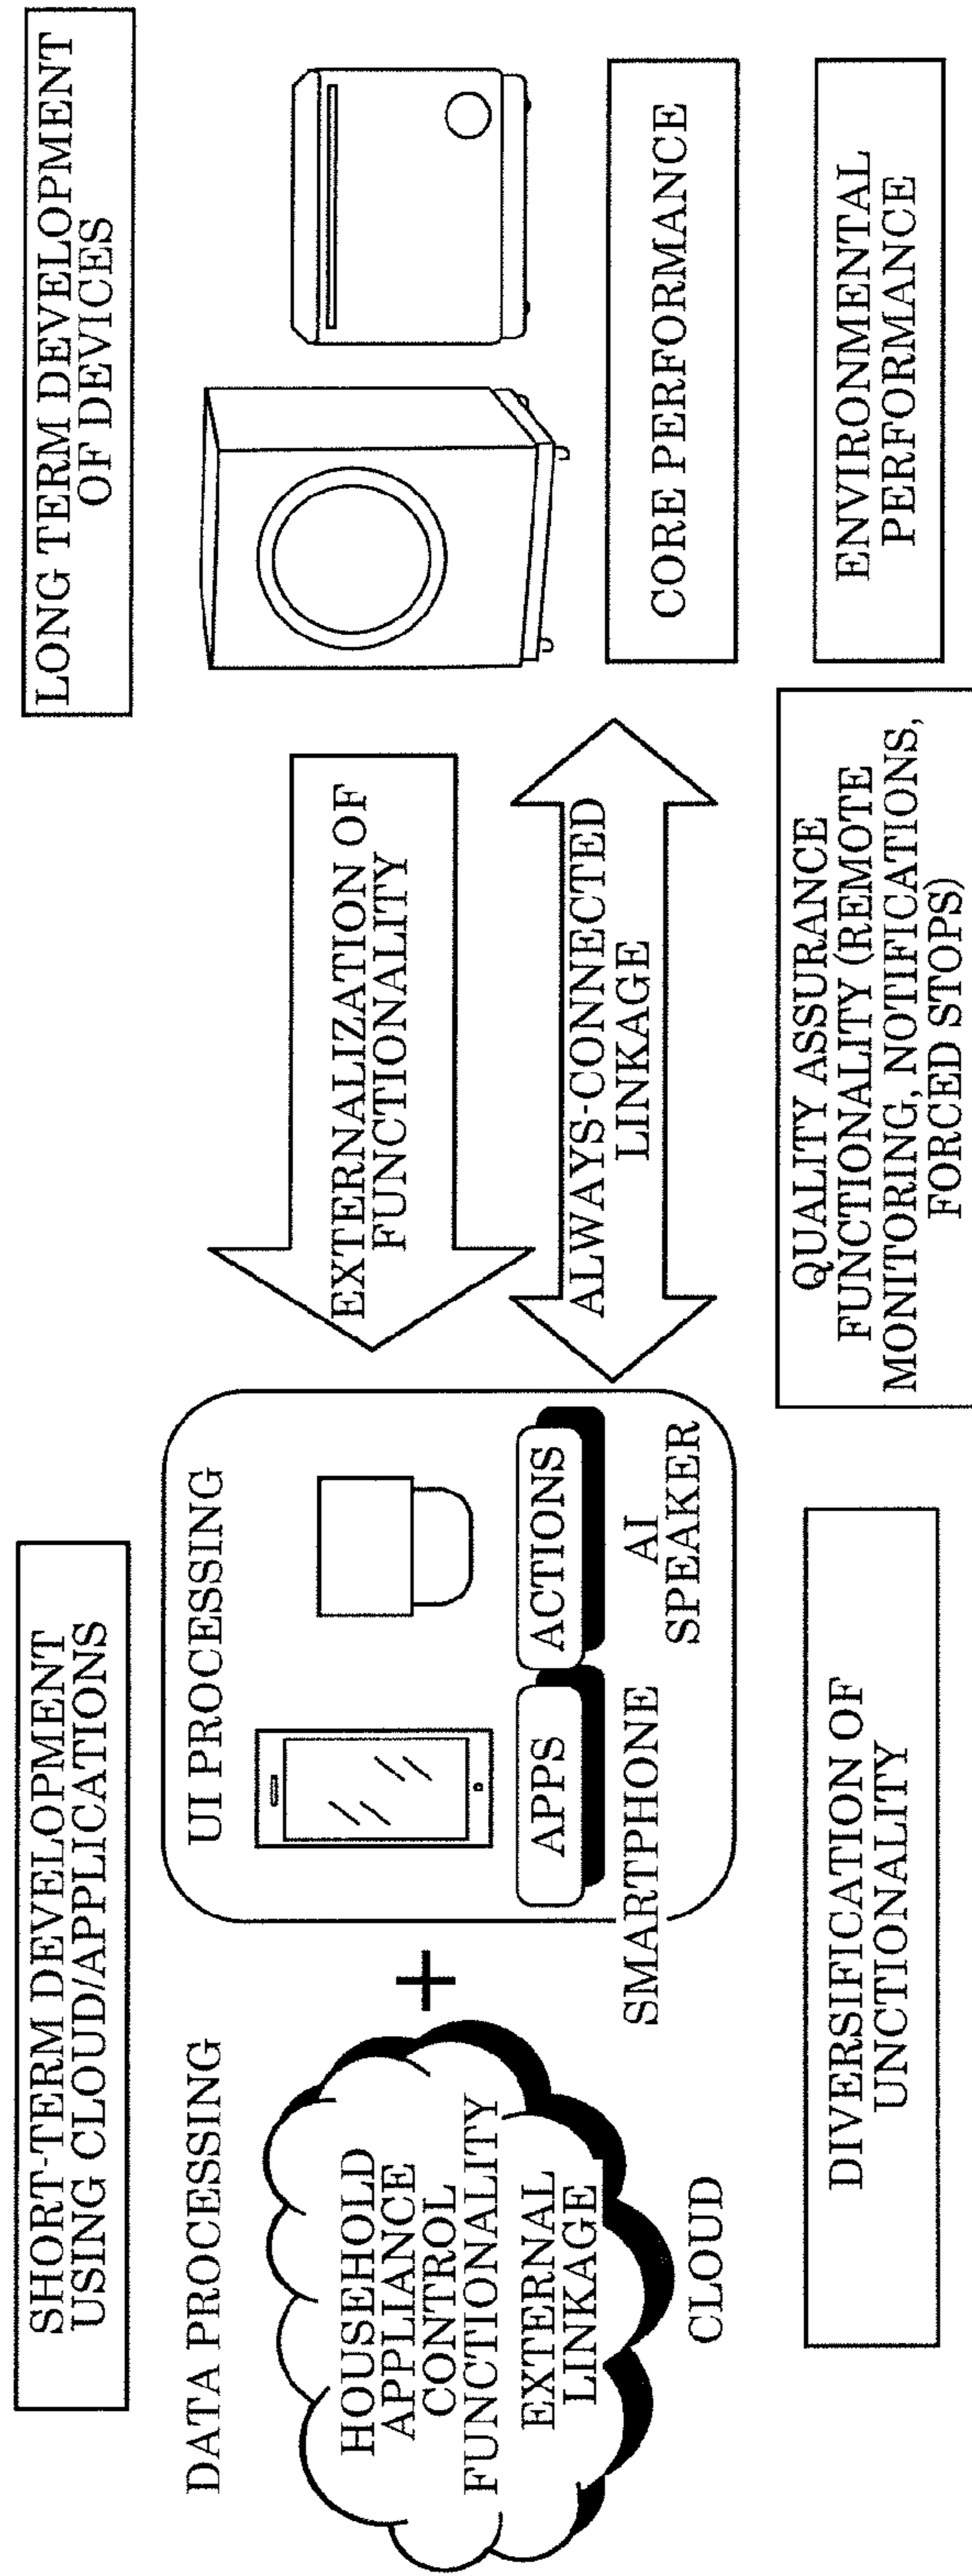 SHORT-TERM DEVELOPMENT
USING CLOUD/APPLICATIONS
DATA PROCESSING
HOUSEHOLD
APPLIANCE
CONTROL
FUNCTIONALITY
EXTERNAL
LINKAGE
CLOUD
UI PROCESSING
APPS
ACTIONS
SMARTPHONE
AI
SPEAKER
DIVERSIFICATION OF
UNCTIONALITY
EXTERNALIZATION OF
FUNCTIONALITY
ALWAYS-CONNECTED
LINKAGE
QUALITY ASSURANCE
FUNCTIONALITY (REMOTE
MONITORING, NOTIFICATIONS,
FORCED STOPS)
LONG TERM DEVELOPMENT
OF DEVICES
CORE PERFORMANCE
ENVIRONMENTAL
PERFORMANCE